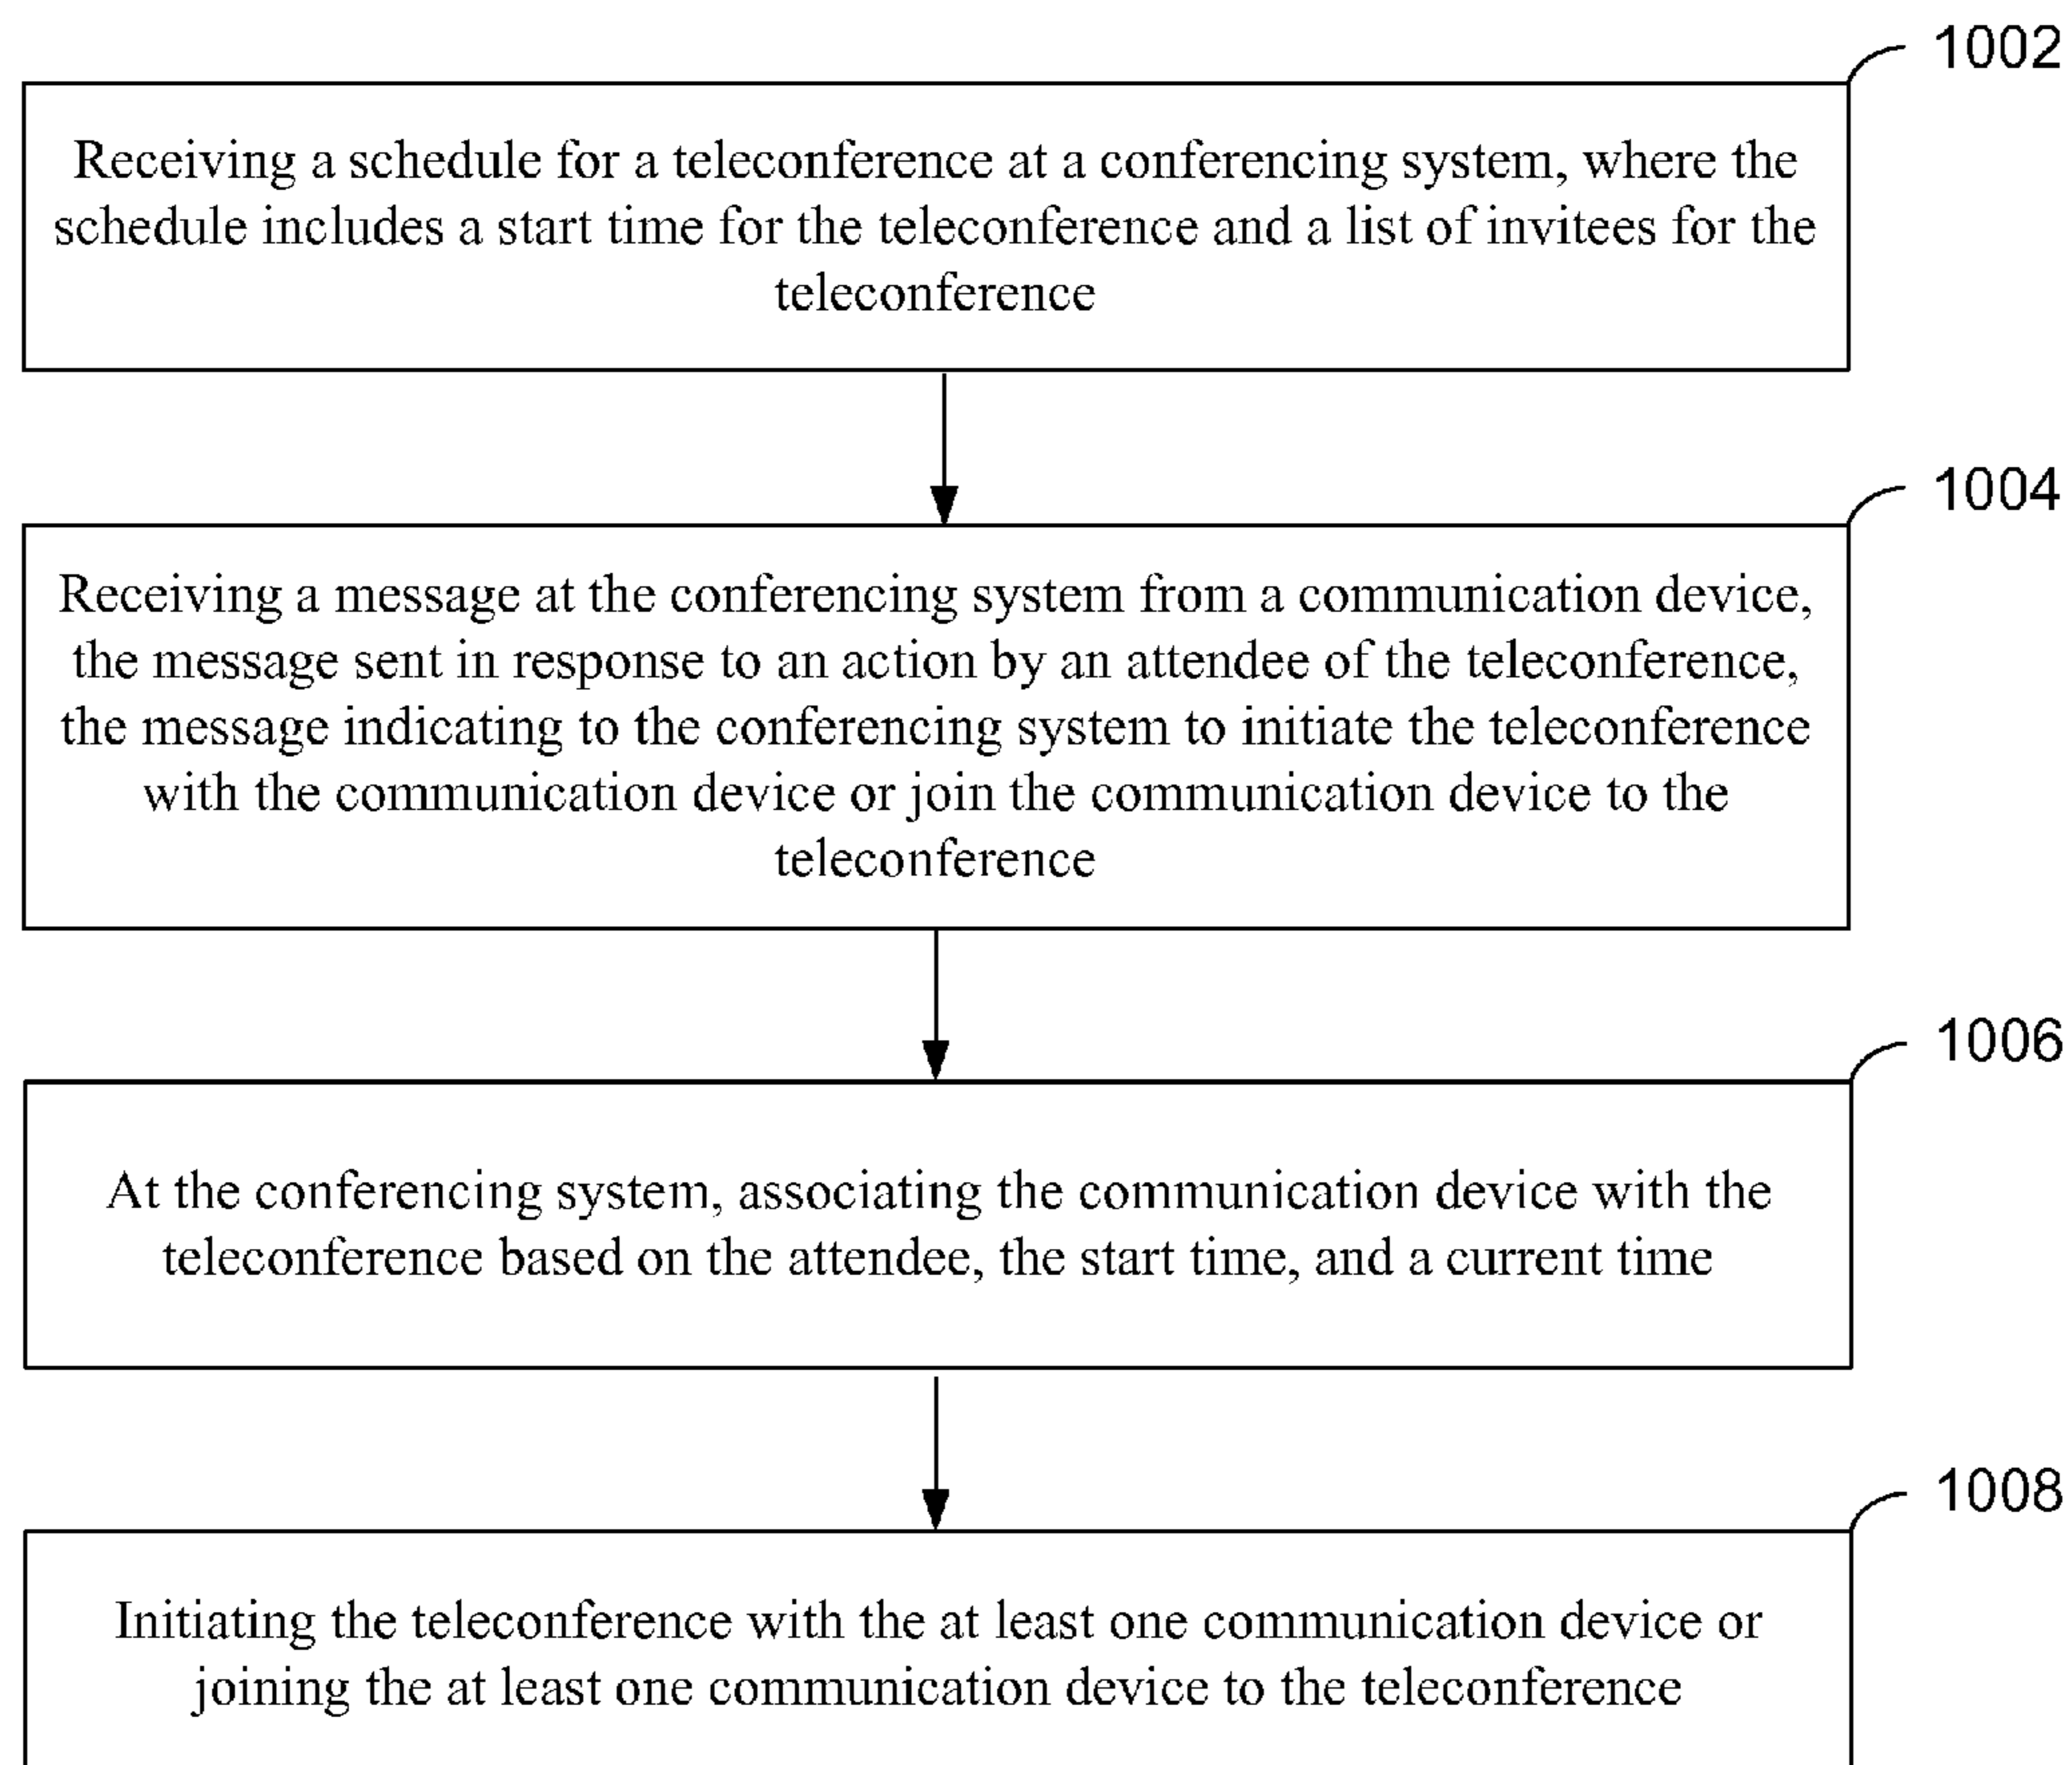 1002
Receiving a schedule for a teleconference at a conferencing system, where the
schedule includes a start time for the teleconference and a list of invitees for the
teleconference
1004
Receiving a message at the conferencing system from a communication device,
the message sent in response to an action by an attendee of the teleconference,
the message indicating to the conferencing system to initiate the teleconference
with the communication device or join the communication device to the
teleconference
1006
At the conferencing system, associating the communication device with the
teleconference based on the attendee, the start time, and a current time
1008
Initiating the teleconference with the at least one communication device or
joining the at least one communication device to the teleconference